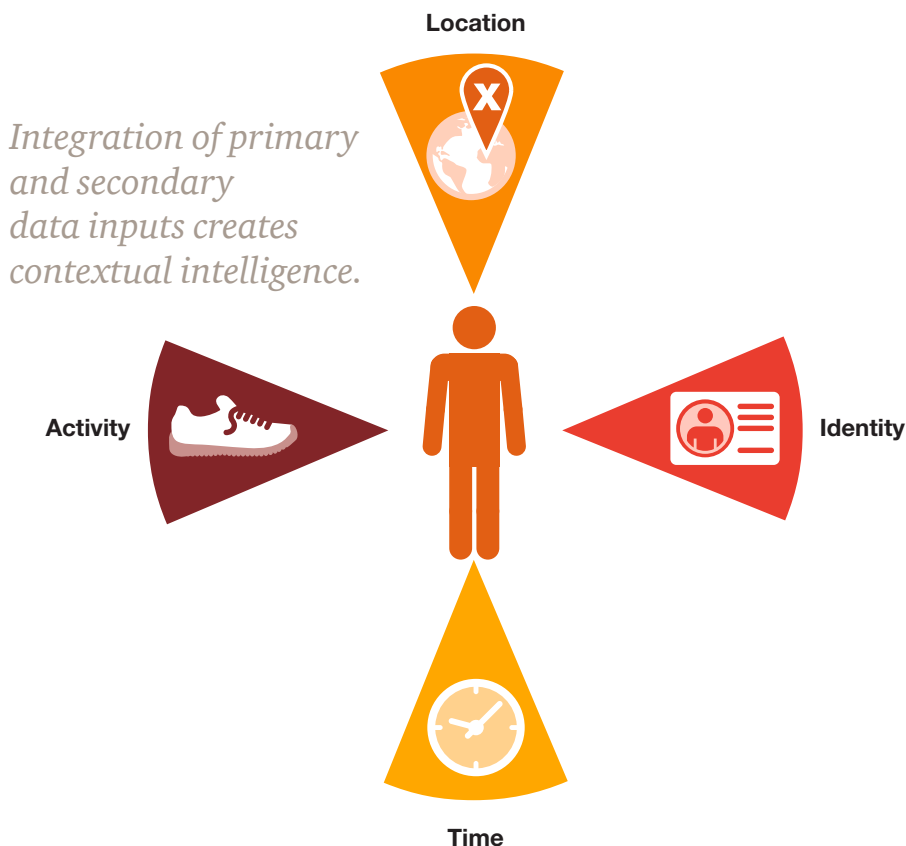 Location
X
Integration of primary
and secondary
data inputs creates
contextual intelligence.
Activity
Identity
Time